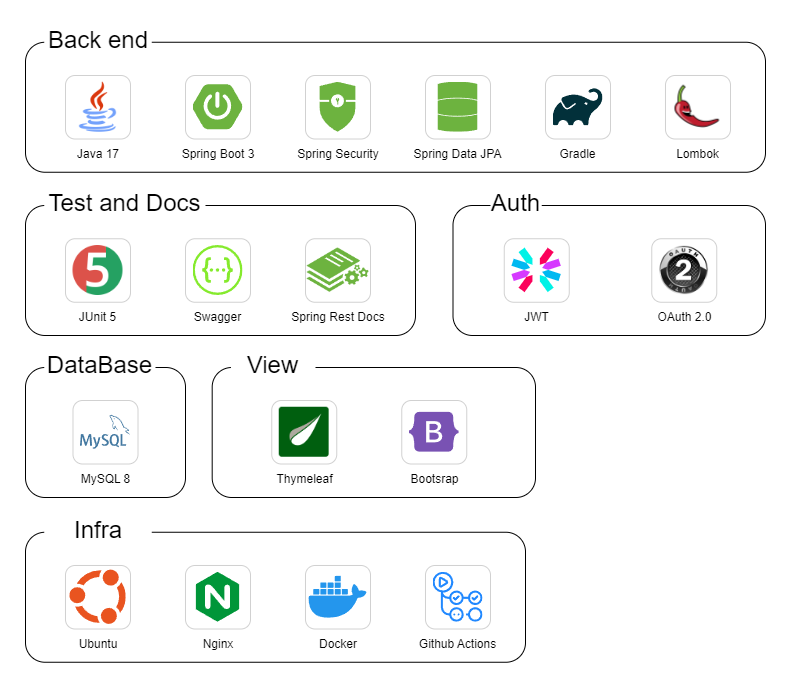 Back end
Java 17
Spring Boot 3
Spring Security
Spring Data JPA
Gradle
Lombok
Test and Docs
5
JUnit 5
Swagger
Spring Rest Docs
Auth
JWT
OAUTH
2
OAuth 2.0
DataBase
MySQL
MySQL 8
View
Thymeleaf
B
Bootsrap
Infra
Ubuntu
N
Nginx
Docker
Github Actions